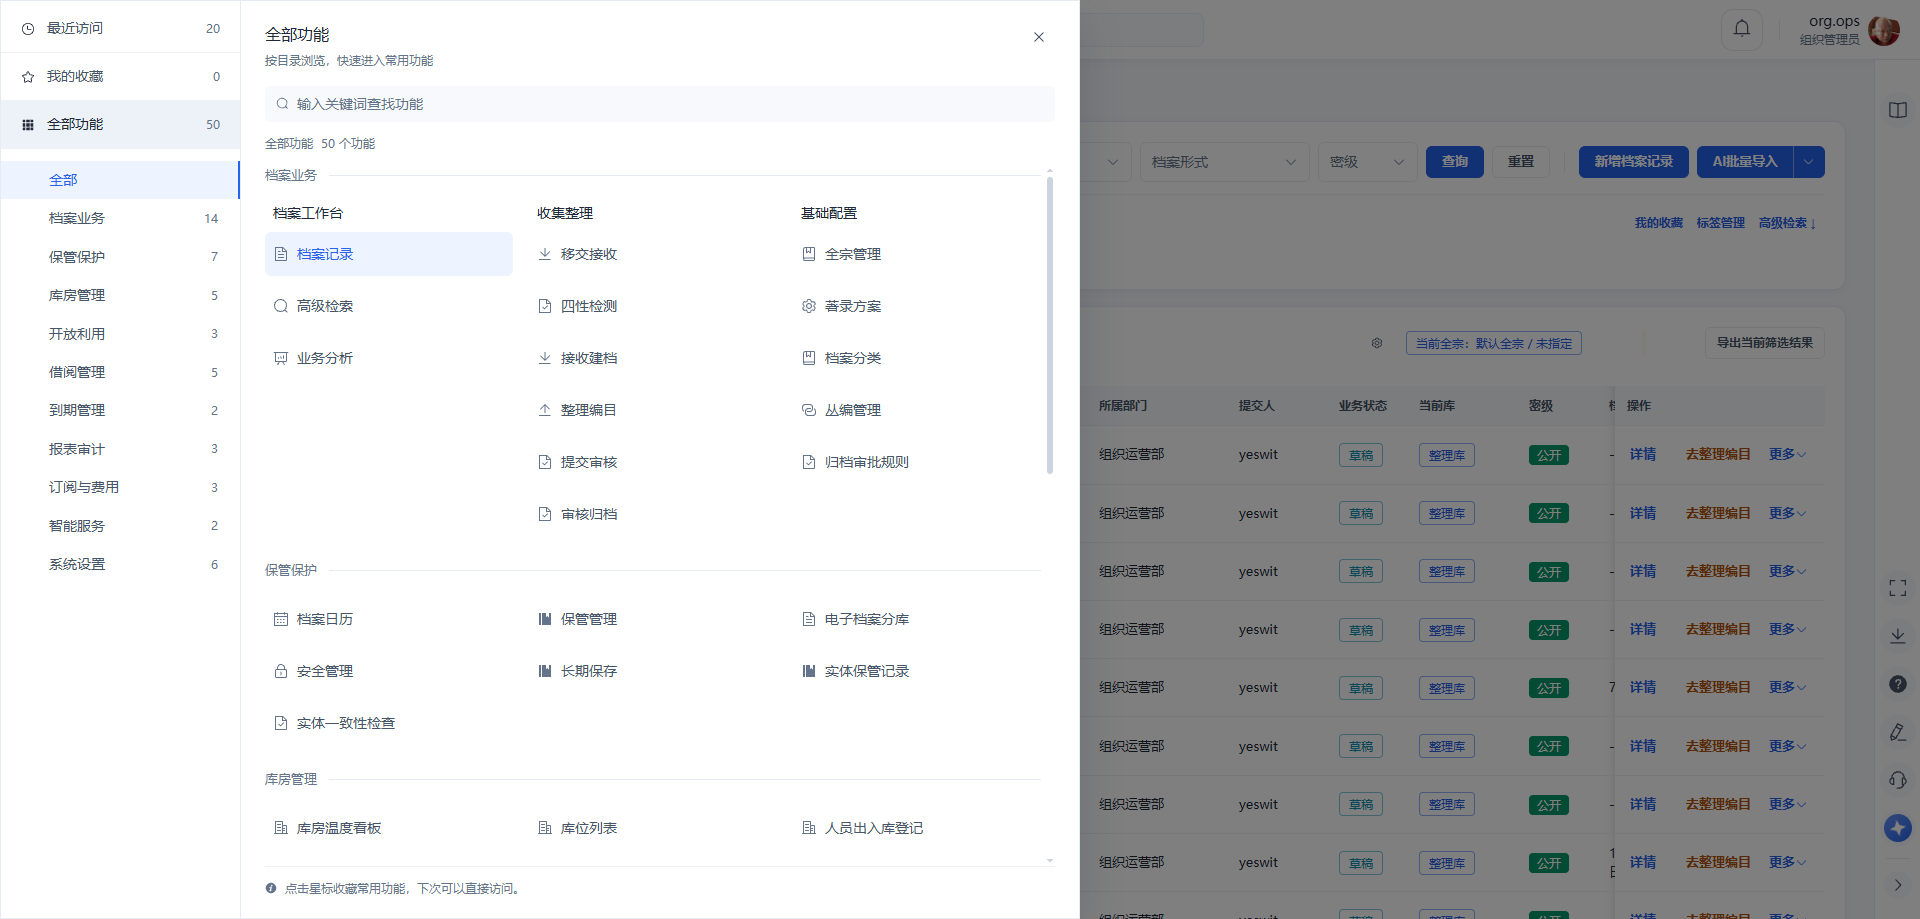 最近访问 20
我的收藏 0
全部功能 50
全部
档案业务 14
保管保护 7
库房管理 5
开放利用 3
借阅管理 5
到期管理 2
报表审计 3
订阅与费用 3
智能服务 2
系统设置 6
全部功能
按目录浏览，快速进入常用功能
输入关键词查找功能
全部功能 50 个功能
档案业务
档案工作台 收集整理 基础配置
档案记录 移交接收 全宗管理
高级检索 四性检测 著录方案
业务分析 接收建档 档案分类
整理编目 丛编管理
提交审核 归档审批规则
审核归档
保管保护
档案日历 保管管理 电子档案分库
安全管理 长期保存 实体保管记录
实体一致性检查
库房管理
库房温度看板 库位列表 人员出入库登记
点击星标收藏常用功能，下次可以直接访问。
org.ops
组织管理员
档案形式 密级 查询 重置 新增档案记录 AI批量导入
我的收藏 标签管理 高级检索 ↓
当前全宗：默认全宗 / 未指定 导出当前筛选结果
所属部门 提交人 业务状态 当前库 密级 操作
组织运营部 yeswit 草稿 整理库 公开 - 详情 去整理编目 更多
组织运营部 yeswit 草稿 整理库 公开 - 详情 去整理编目 更多
组织运营部 yeswit 草稿 整理库 公开 - 详情 去整理编目 更多
组织运营部 yeswit 草稿 整理库 公开 - 详情 去整理编目 更多
组织运营部 yeswit 草稿 整理库 公开 7 详情 去整理编目 更多
组织运营部 yeswit 草稿 整理库 公开 - 详情 去整理编目 更多
组织运营部 yeswit 草稿 整理库 公开 - 详情 去整理编目 更多
组织运营部 yeswit 草稿 整理库 公开 详情 去整理编目 更多